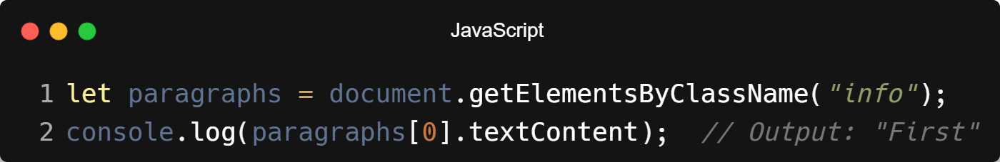 JavaScript
1 let paragraphs = document.getElementsByClassName("info");
2 console.log(paragraphs[0].textContent);  // Output: "First"